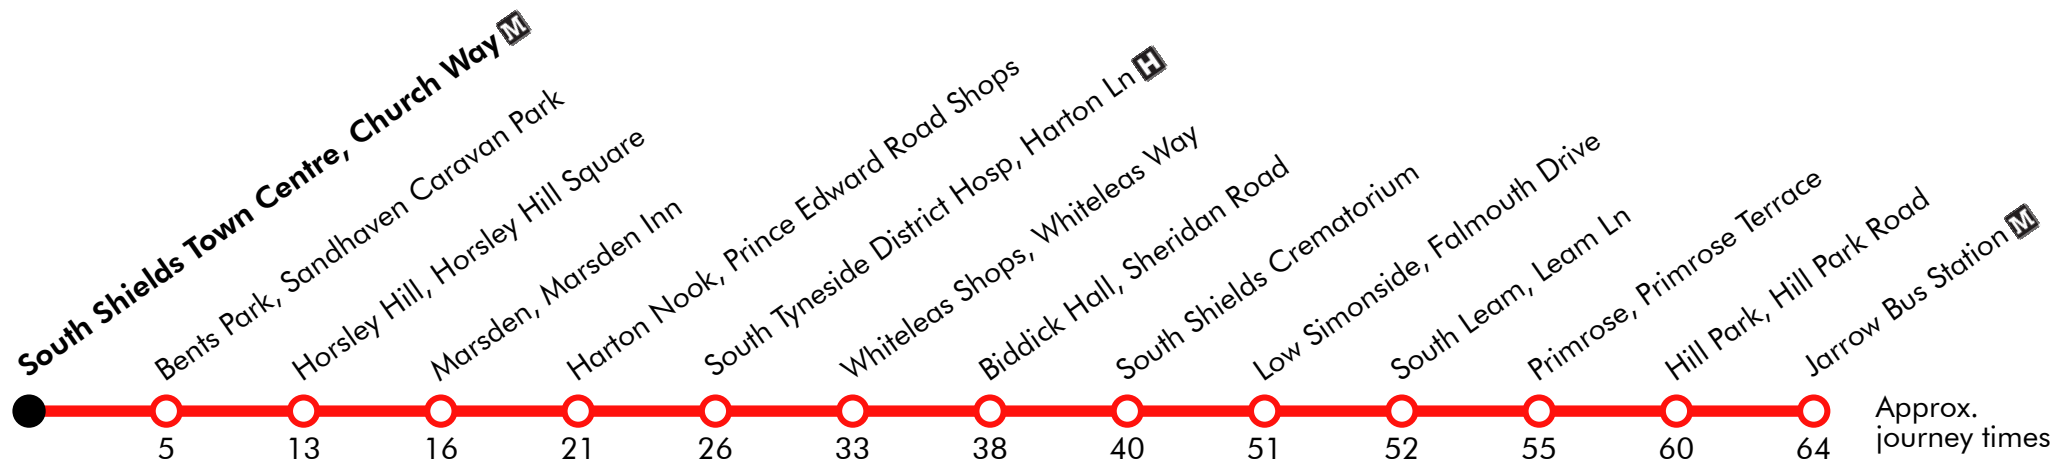 South Shields Town Centre, Church Way M
Bents Park, Sandhaven Caravan Park
Horsley Hill, Horsley Hill Square
Marsden, Marsden Inn
Harton Nook, Prince Edward Road Shops
South Tyneside District Hosp, Harton Ln H
Whiteleas Shops, Whiteleas Way
Biddick Hall, Sheridan Road
South Shields Crematorium
Low Simonside, Falmouth Drive
South Leam, Leam Ln
Primrose, Primrose Terrace
Hill Park, Hill Park Road
Jarrow Bus Station M
5 13 16 21 26 33 38 40 51 52 55 60 64
Approx.
journey times